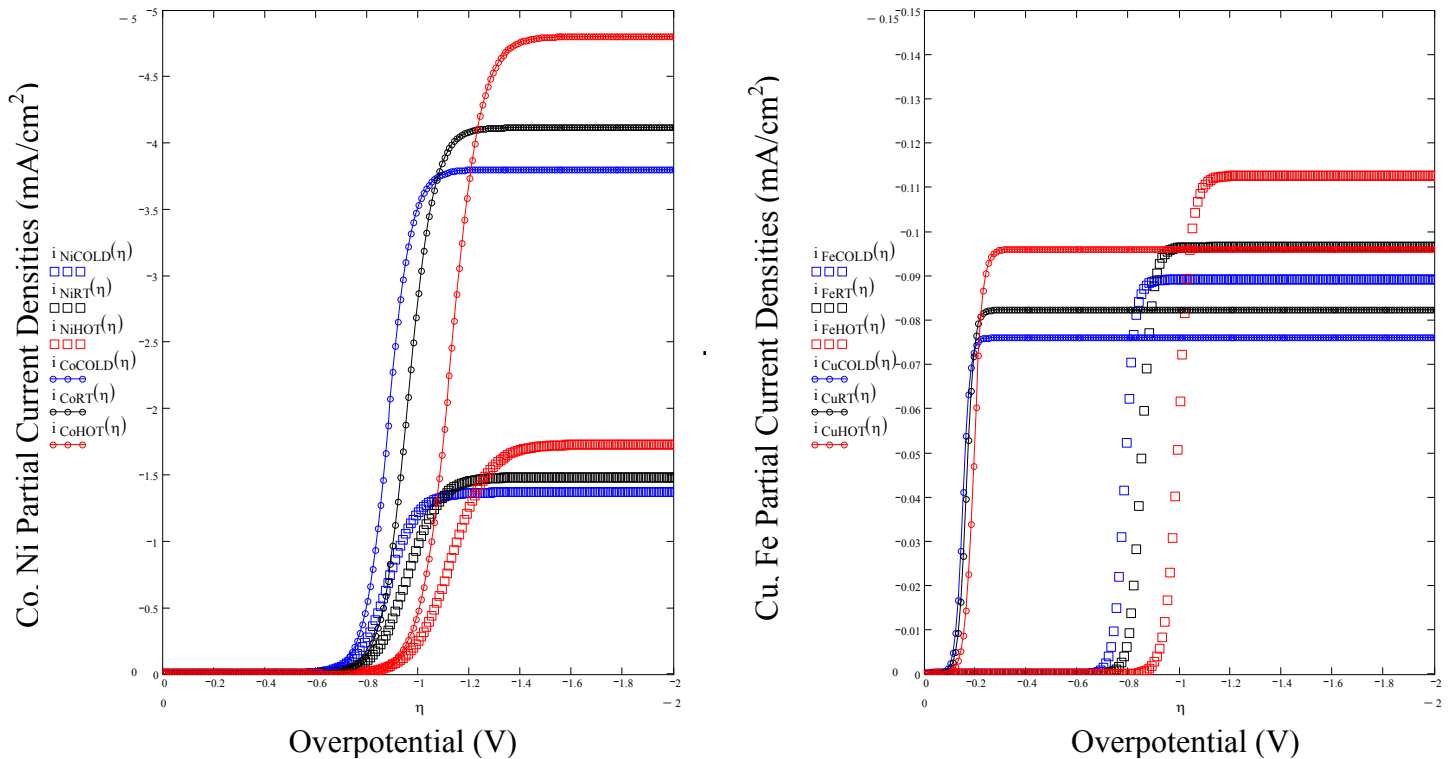 Co, Ni Partial Current Densities (mA/cm²)
−5
−5
−4.5
−4
−3.5
−3
−2.5
−2
−1.5
−1
−0.5
0
0
i NiCOLD(η)
i NiRT(η)
i NiHOT(η)
i CoCOLD(η)
i CoRT(η)
i CoHOT(η)
0 −0.2 −0.4 −0.6 −0.8 −1 −1.2 −1.4 −1.6 −1.8 −2
0 η −2
Overpotential (V)
Cu, Fe Partial Current Densities (mA/cm²)
−0.15
−0.15
−0.14
−0.13
−0.12
−0.11
−0.1
−0.09
−0.08
−0.07
−0.06
−0.05
−0.04
−0.03
−0.02
−0.01
0
0
i FeCOLD(η)
i FeRT(η)
i FeHOT(η)
i CuCOLD(η)
i CuRT(η)
i CuHOT(η)
0 −0.2 −0.4 −0.6 −0.8 −1 −1.2 −1.4 −1.6 −1.8 −2
0 η −2
Overpotential (V)